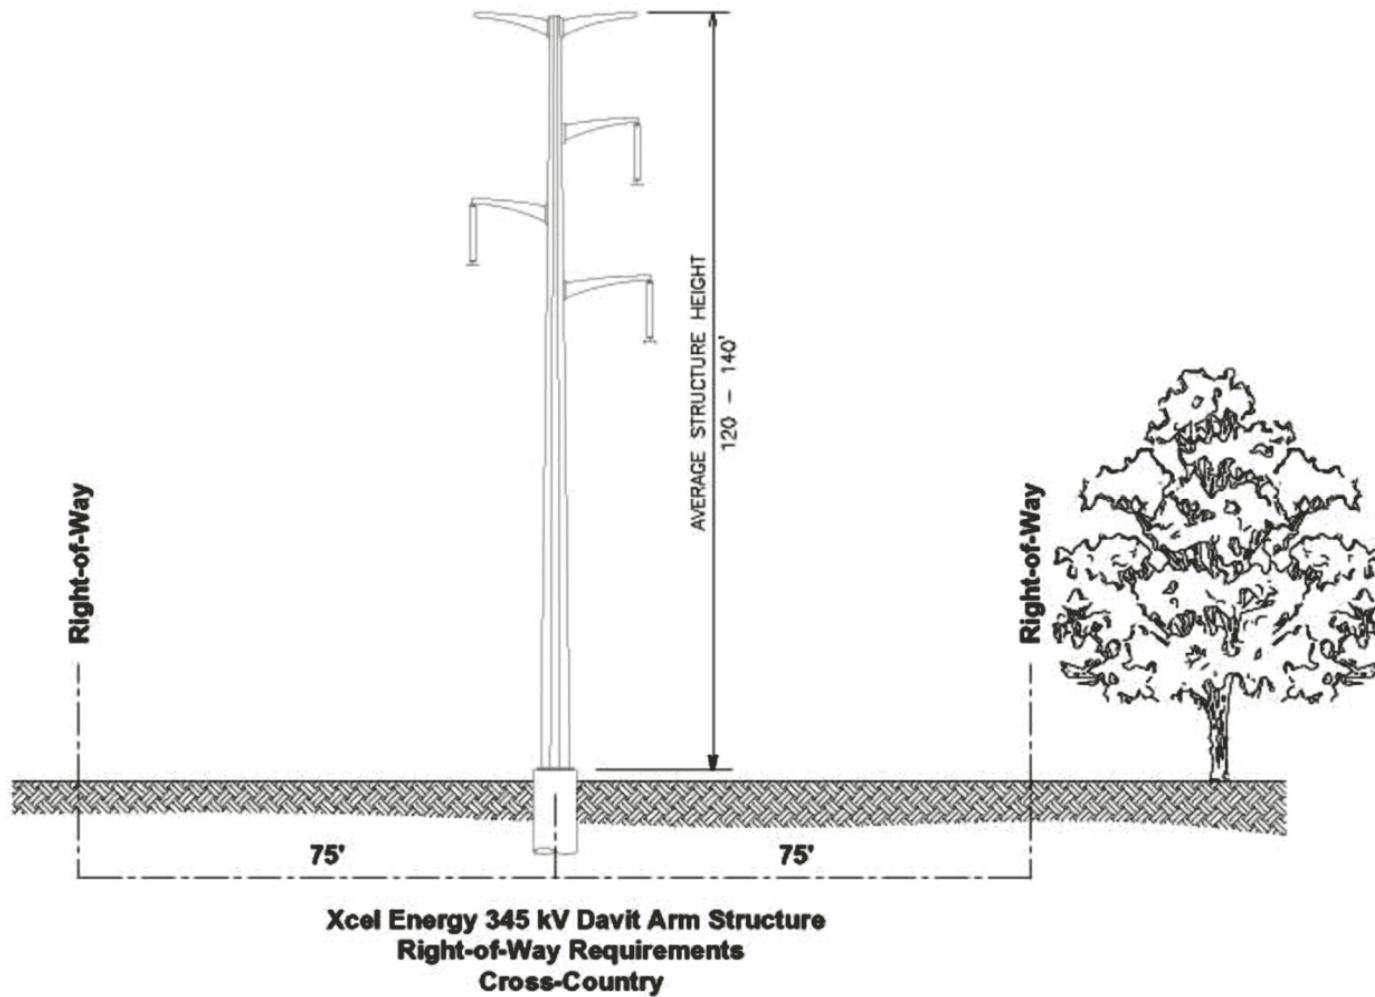 AVERAGE STRUCTURE HEIGHT
120 — 140'
Right-of-Way
Right-of-Way
75'
75'
Xcel Energy 345 kV Davit Arm Structure
Right-of-Way Requirements
Cross-Country